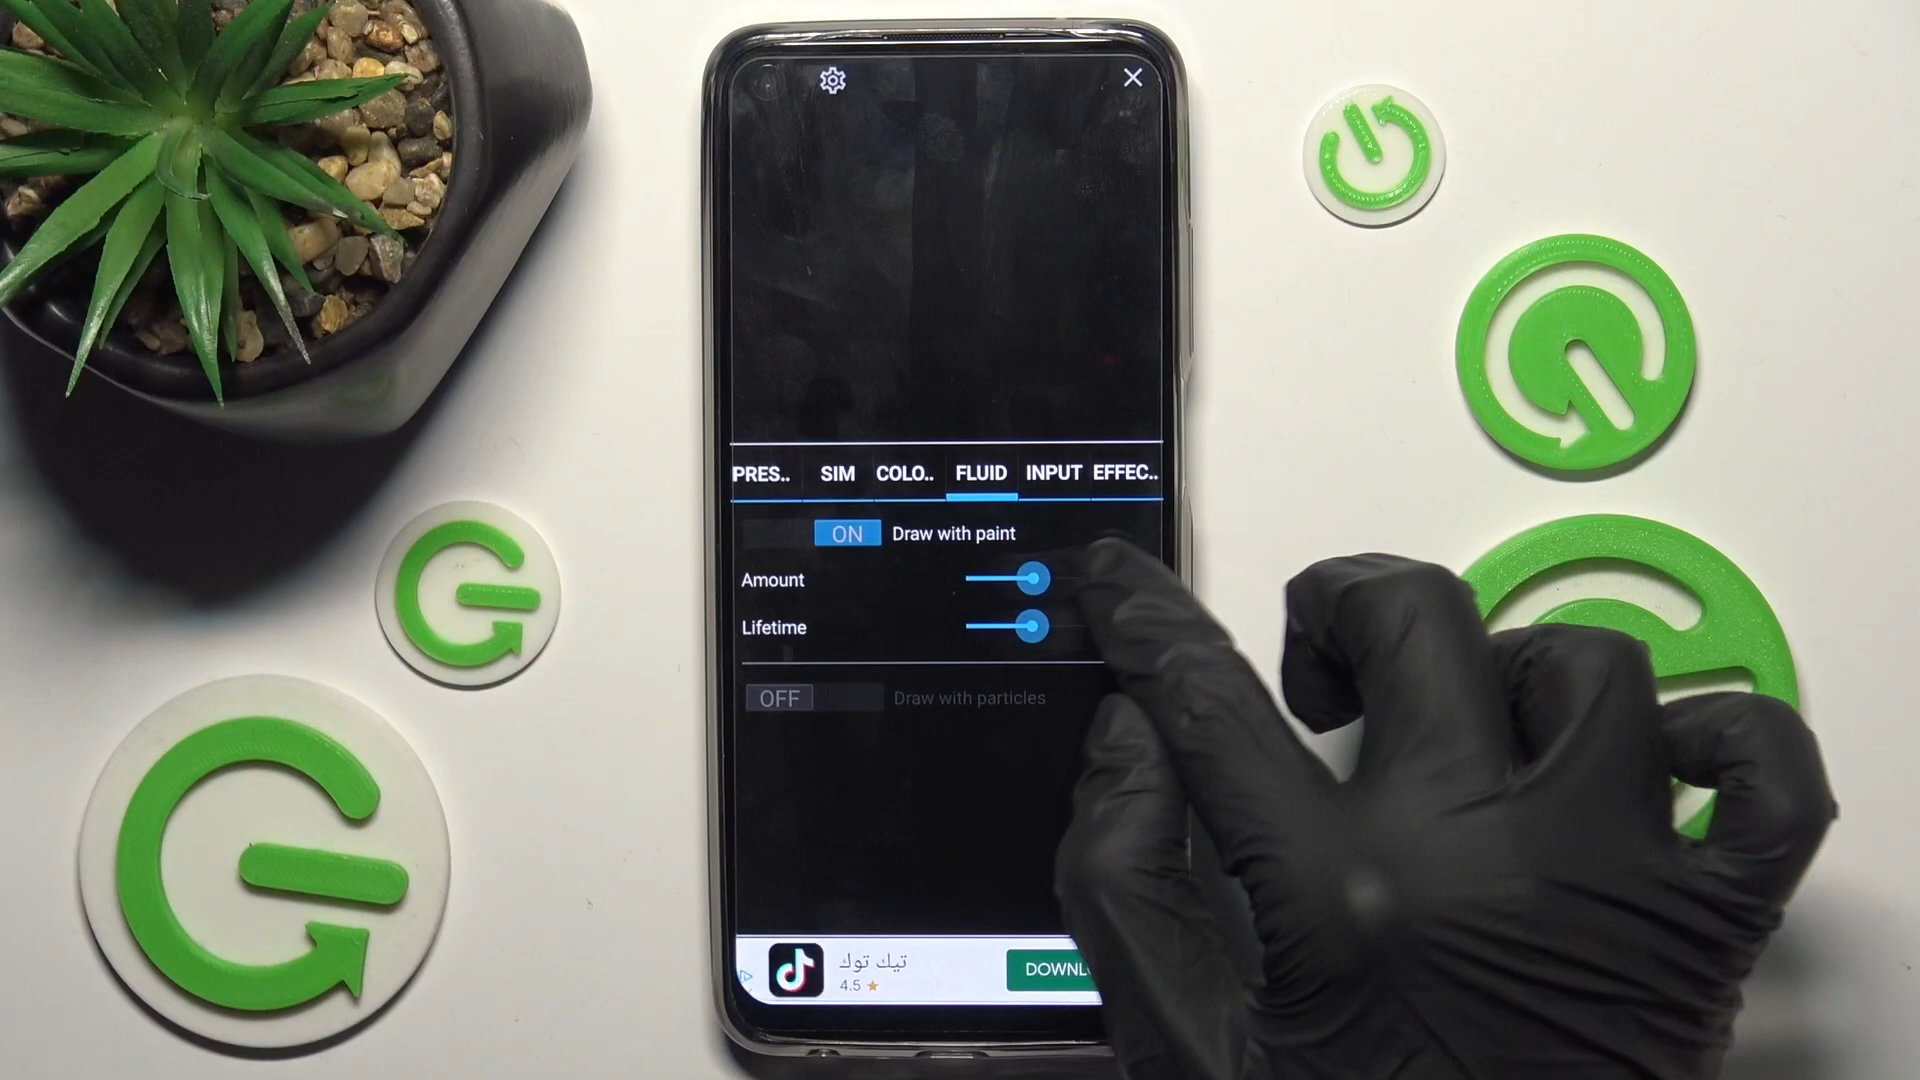 PRES.. SIM COLO.. FLUID INPUT EFFEC..
ON Draw with paint
Amount
Lifetime
OFF Draw with particles
تيك توك
4.5 ★